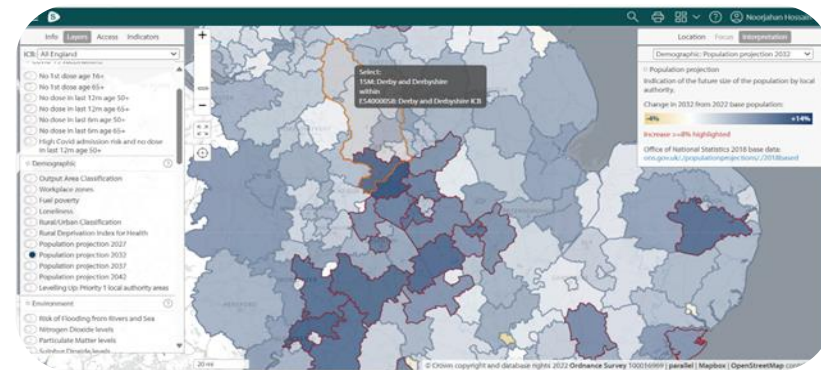 Noorjahan Hossain
Info Layers Access Indicators
ICB: All England
Covid-19 Vaccinations
No 1st dose age 16+
No 1st dose age 65+
No dose in last 12m age 50+
No dose in last 12m age 65+
No dose in last 6m age 50+
No dose in last 6m age 65+
High Covid admission risk and no dose
in last 12m age 50+
Demographic
Output Area Classification
Workplace zones
Fuel poverty
Loneliness
Rural/Urban Classification
Rural Deprivation Index for Health
Population projection 2027
Population projection 2032
Population projection 2037
Population projection 2042
Levelling Up: Priority 1 local authority areas
Environment
Risk of Flooding from Rivers and Sea
Nitrogen Dioxide levels
Particulate Matter levels
Sulphur Dioxide levels
Select:
15M: Derby and Derbyshire
within
E54000058: Derby and Derbyshire ICB
Location Focus Interpretation
Demographic: Population projection 2032
Population projection
Indication of the future size of the population by local
authority.
Change in 2032 from 2022 base population:
-4% +14%
Increase >=8% highlighted
Office of National Statistics 2018 base data:
ons.gov.uk/../populationprojections/../2018based
20 mi
© Crown copyright and database rights 2022 Ordnance Survey 100016969 | parallel | Mapbox | OpenStreetMap